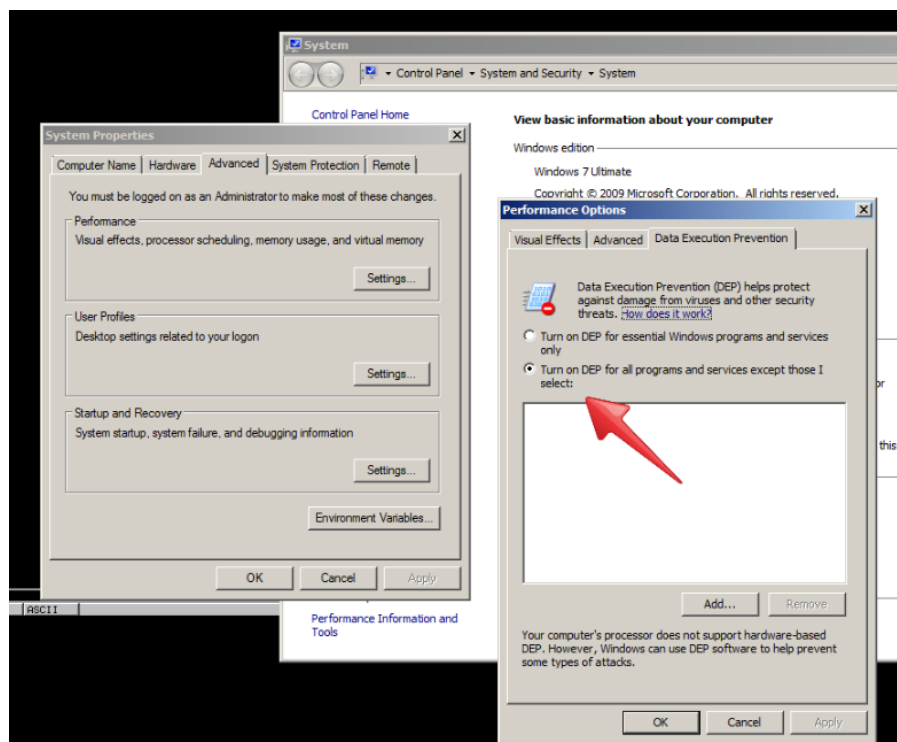 System
Control Panel
System and Security
System
Control Panel Home
View basic information about your computer
Windows edition
Windows 7 Ultimate
Copyright © 2009 Microsoft Corporation. All rights reserved.
System Properties
Computer Name
Hardware
Advanced
System Protection
Remote
You must be logged on as an Administrator to make most of these changes.
Performance
Visual effects, processor scheduling, memory usage, and virtual memory
Settings...
User Profiles
Desktop settings related to your logon
Settings...
Startup and Recovery
System startup, system failure, and debugging information
Settings...
Environment Variables...
OK
Cancel
Apply
ASCII
Performance Information and
Tools
Performance Options
Visual Effects
Advanced
Data Execution Prevention
Data Execution Prevention (DEP) helps protect
against damage from viruses and other security
threats. How does it work?
Turn on DEP for essential Windows programs and services
only
Turn on DEP for all programs and services except those I
select:
Add...
Remove
Your computer's processor does not support hardware-based
DEP. However, Windows can use DEP software to help prevent
some types of attacks.
OK
Cancel
Apply
or
this